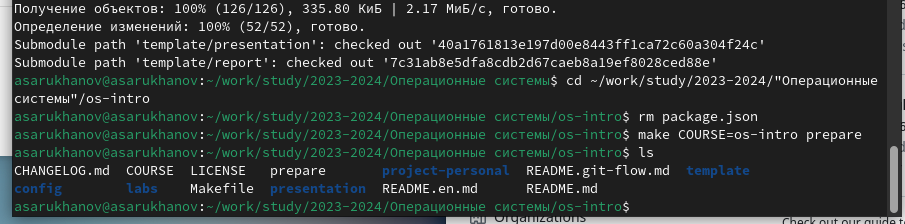 Получение объектов: 100% (126/126), 335.80 КиБ | 2.17 МиБ/с, готово.
Определение изменений: 100% (52/52), готово.
Submodule path 'template/presentation': checked out '40a1761813e197d00e8443ff1ca72c60a304f24c'
Submodule path 'template/report': checked out '7c31ab8e5dfa8cdb2d67caeb8a19ef8028ced88e'
asarukhanov@asarukhanov:~/work/study/2023-2024/Операционные системы$ cd ~/work/study/2023-2024/"Операционные
системы"/os-intro
asarukhanov@asarukhanov:~/work/study/2023-2024/Операционные системы/os-intro$ rm package.json
asarukhanov@asarukhanov:~/work/study/2023-2024/Операционные системы/os-intro$ make COURSE=os-intro prepare
asarukhanov@asarukhanov:~/work/study/2023-2024/Операционные системы/os-intro$ ls
CHANGELOG.md COURSE LICENSE prepare project-personal README.git-flow.md template
config labs Makefile presentation README.en.md README.md
asarukhanov@asarukhanov:~/work/study/2023-2024/Операционные системы/os-intro$
Organizations
Check out our guide to